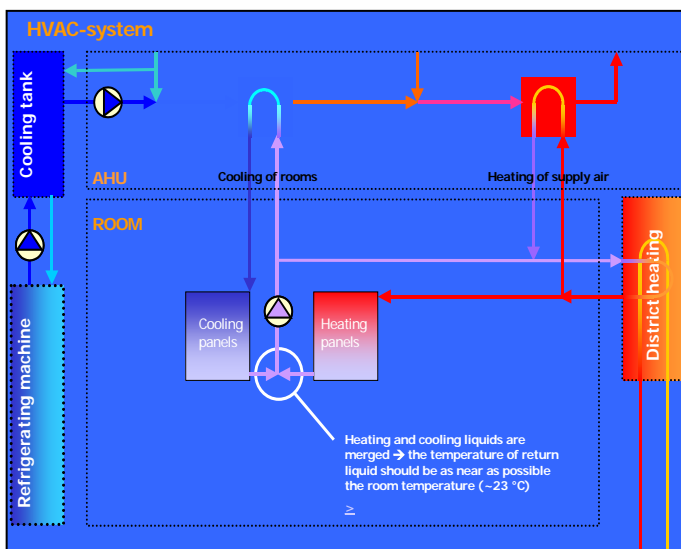 HVAC-system
Cooling tank
AHU
Cooling of rooms
Heating of supply air
ROOM
District heating
Refrigerating machine
Cooling
panels
Heating
panels
Heating and cooling liquids are
merged → the temperature of return
liquid should be as near as possible
the room temperature (~23 °C)
≥